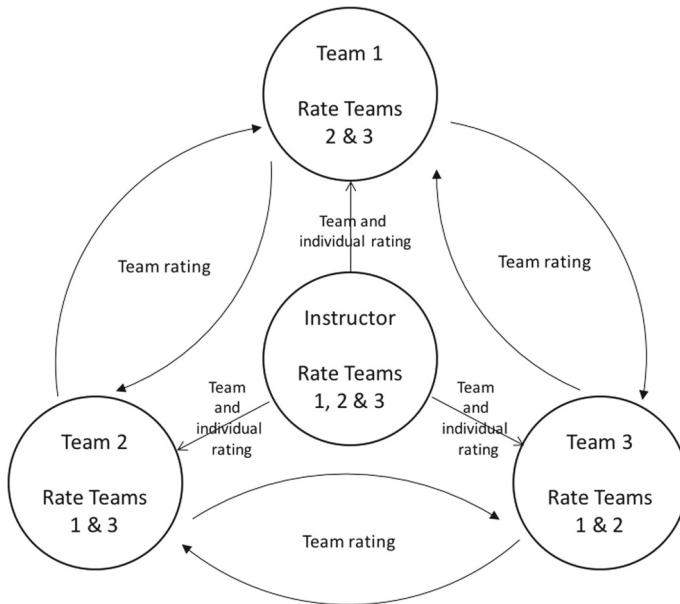 Team 1
Rate Teams
2 & 3
Team and
individual rating
Team rating
Team rating
Instructor
Rate Teams
1, 2 & 3
Team
and
individual
rating
Team
and
individual
rating
Team 2
Rate Teams
1 & 3
Team 3
Rate Teams
1 & 2
Team rating